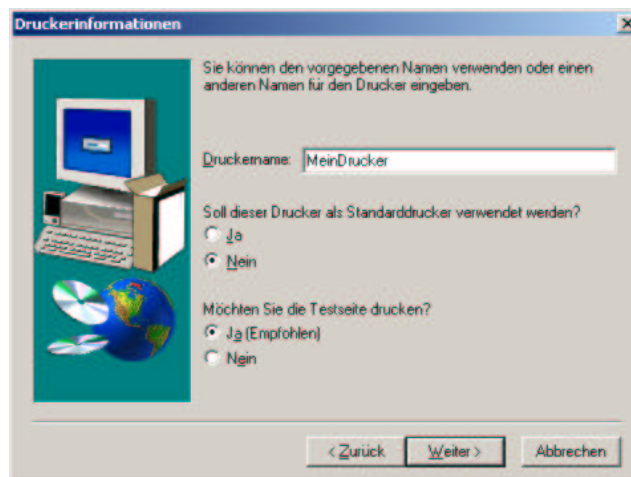 Druckerinformationen
Sie können den vorgegebenen Namen verwenden oder einen
anderen Namen für den Drucker eingeben.
Druckername: MeinDrucker
Soll dieser Drucker als Standarddrucker verwendet werden?
Ja
Nein
Möchten Sie die Testseite drucken?
Ja (Empfohlen)
Nein
< Zurück Weiter > Abbrechen